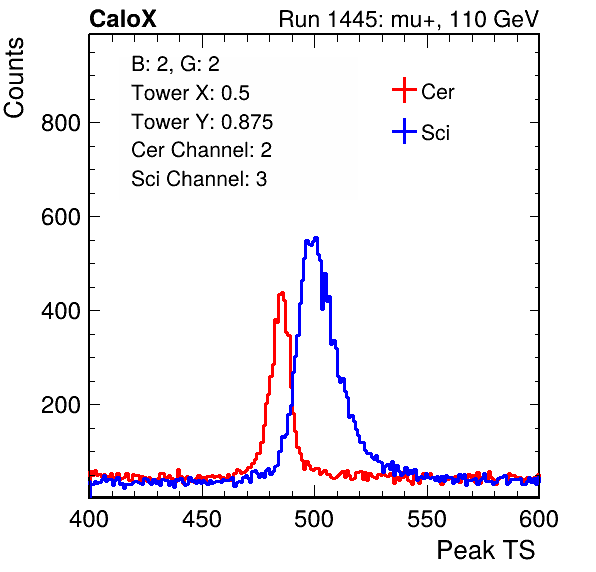 CaloX Run 1445: mu+, 110 GeV
B: 2, G: 2
Tower X: 0.5
Tower Y: 0.875
Cer Channel: 2
Sci Channel: 3
Cer
Sci
Counts
800
600
400
200
400 450 500 550 600
Peak TS